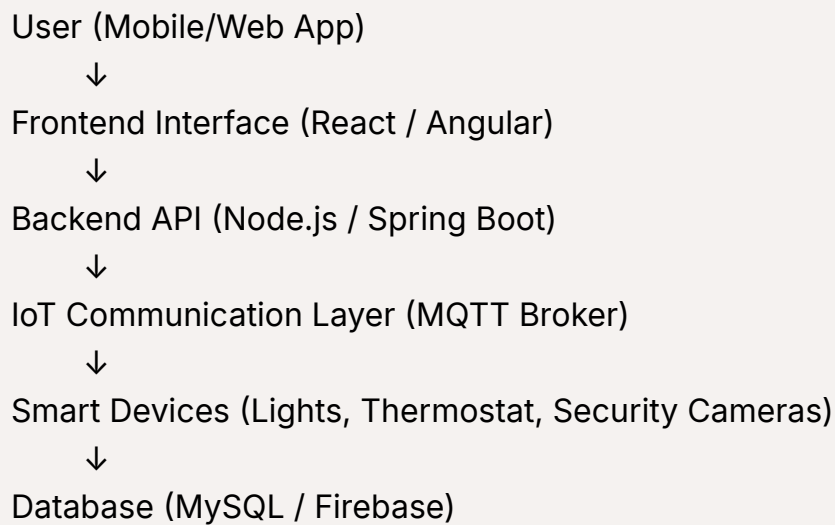 User (Mobile/Web App)
↓
Frontend Interface (React / Angular)
↓
Backend API (Node.js / Spring Boot)
↓
IoT Communication Layer (MQTT Broker)
↓
Smart Devices (Lights, Thermostat, Security Cameras)
↓
Database (MySQL / Firebase)